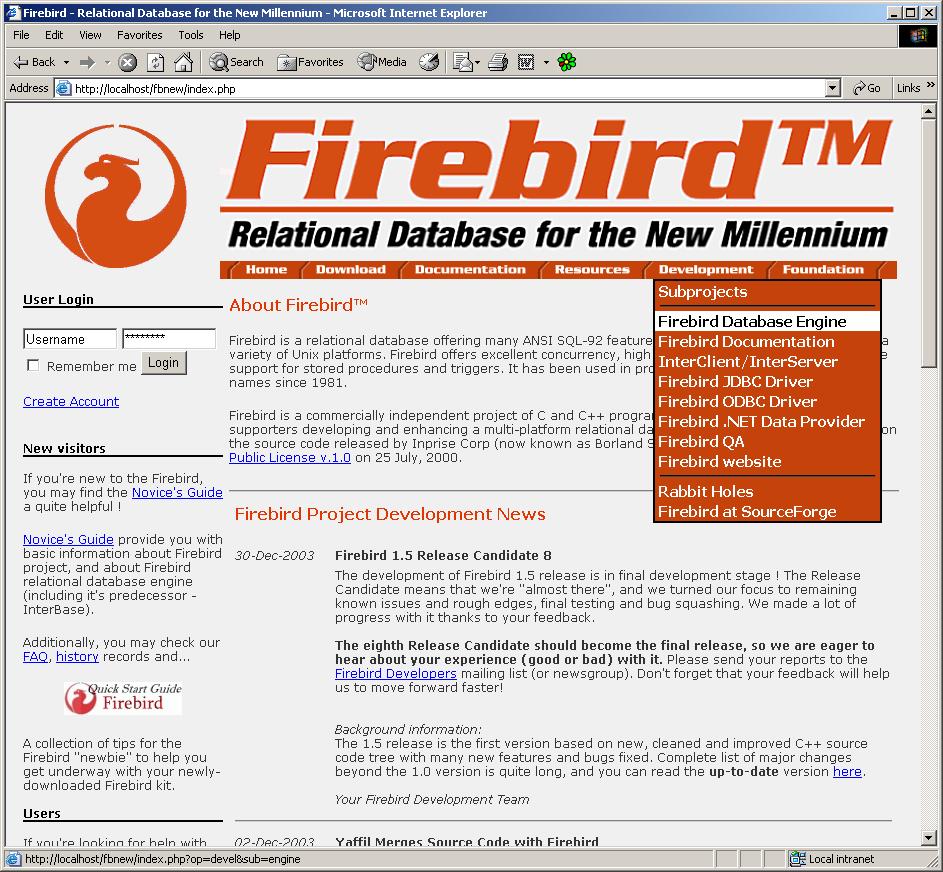 Firebird - Relational Database for the New Millennium - Microsoft Internet Explorer
File Edit View Favorites Tools Help
Back Search Favorites Media
Address http://localhost/fbnew/index.php Go Links »
Firebird™
Relational Database for the New Millennium
Home Download Documentation Resources Development Foundation
Subprojects
Firebird Database Engine
Firebird Documentation
InterClient/InterServer
Firebird JDBC Driver
Firebird ODBC Driver
Firebird .NET Data Provider
Firebird QA
Firebird website
Rabbit Holes
Firebird at SourceForge
User Login
Username ********
Remember me Login
Create Account
New visitors
If you're new to the Firebird,
you may find the Novice's Guide
a quite helpful !
Novice's Guide provide you with
basic information about Firebird
project, and about Firebird
relational database engine
(including it's predecessor -
InterBase).
Additionally, you may check our
FAQ, history records and...
Quick Start Guide
Firebird
A collection of tips for the
Firebird "newbie" to help you
get underway with your newly-
downloaded Firebird kit.
Users
If you're looking for help with
About Firebird™
Firebird is a relational database offering many ANSI SQL-92 a
variety of Unix platforms. Firebird offers excellent concurrency, high
support for stored procedures and triggers. It has been used in
names since 1981.
Firebird is a commercially independent project of C and C++
supporters developing and enhancing a multi-platform relational on
the source code released by Inprise Corp (now known as Borland
Public License v.1.0 on 25 July, 2000.
Firebird Project Development News
30-Dec-2003 Firebird 1.5 Release Candidate 8
The development of Firebird 1.5 release is in final development stage ! The Release
Candidate means that we're "almost there", and we turned our focus to remaining
known issues and rough edges, final testing and bug squashing. We made a lot of
progress with it thanks to your feedback.
The eighth Release Candidate should become the final release, so we are eager to
hear about your experience (good or bad) with it. Please send your reports to the
Firebird Developers mailing list (or newsgroup). Don't forget that your feedback will help
us to move forward faster!
Background information:
The 1.5 release is the first version based on new, cleaned and improved C++ source
code tree with many new features and bugs fixed. Complete list of major changes
beyond the 1.0 version is quite long, and you can read the up-to-date version here.
Your Firebird Development Team
02-Dec-2003 Yaffil Merges Source Code with Firebird
http://localhost/fbnew/index.php?op=devel&sub=engine Local intranet